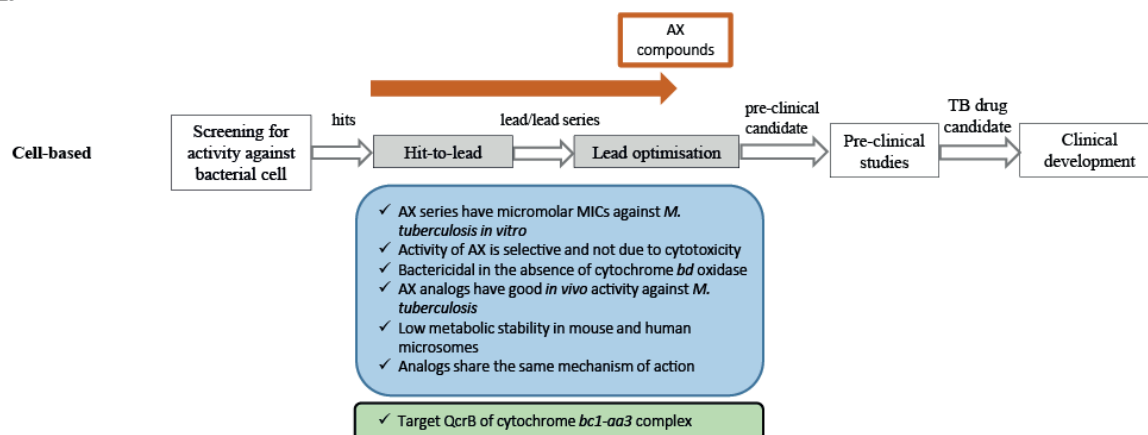 AX
compounds
Cell-based
Screening for
activity against
bacterial cell
hits
Hit-to-lead
lead/lead series
Lead optimisation
pre-clinical
candidate
Pre-clinical
studies
TB drug
candidate
Clinical
development
✓ AX series have micromolar MICs against M.
tuberculosis in vitro
✓ Activity of AX is selective and not due to cytotoxicity
✓ Bactericidal in the absence of cytochrome bd oxidase
✓ AX analogs have good in vivo activity against M.
tuberculosis
✓ Low metabolic stability in mouse and human
microsomes
✓ Analogs share the same mechanism of action
✓ Target QcrB of cytochrome bc1-aa3 complex